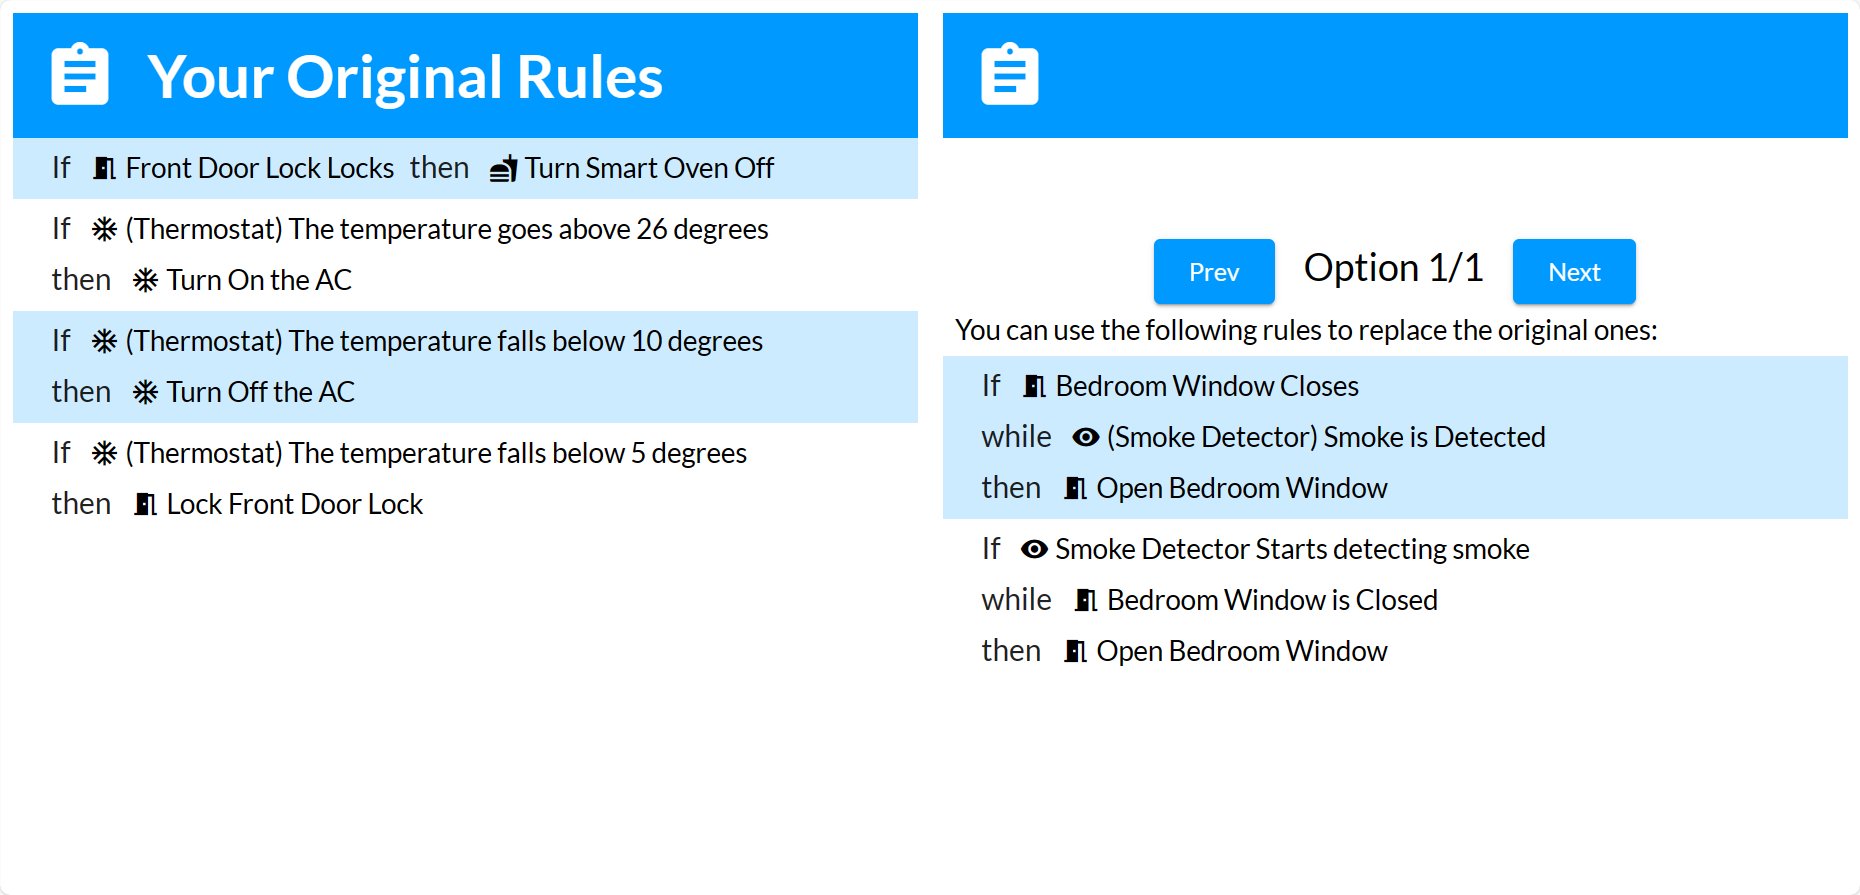 Your Original Rules
If Front Door Lock Locks then Turn Smart Oven Off
If (Thermostat) The temperature goes above 26 degrees
then Turn On the AC
If (Thermostat) The temperature falls below 10 degrees
then Turn Off the AC
If (Thermostat) The temperature falls below 5 degrees
then Lock Front Door Lock
Prev Option 1/1 Next
You can use the following rules to replace the original ones:
If Bedroom Window Closes
while (Smoke Detector) Smoke is Detected
then Open Bedroom Window
If Smoke Detector Starts detecting smoke
while Bedroom Window is Closed
then Open Bedroom Window